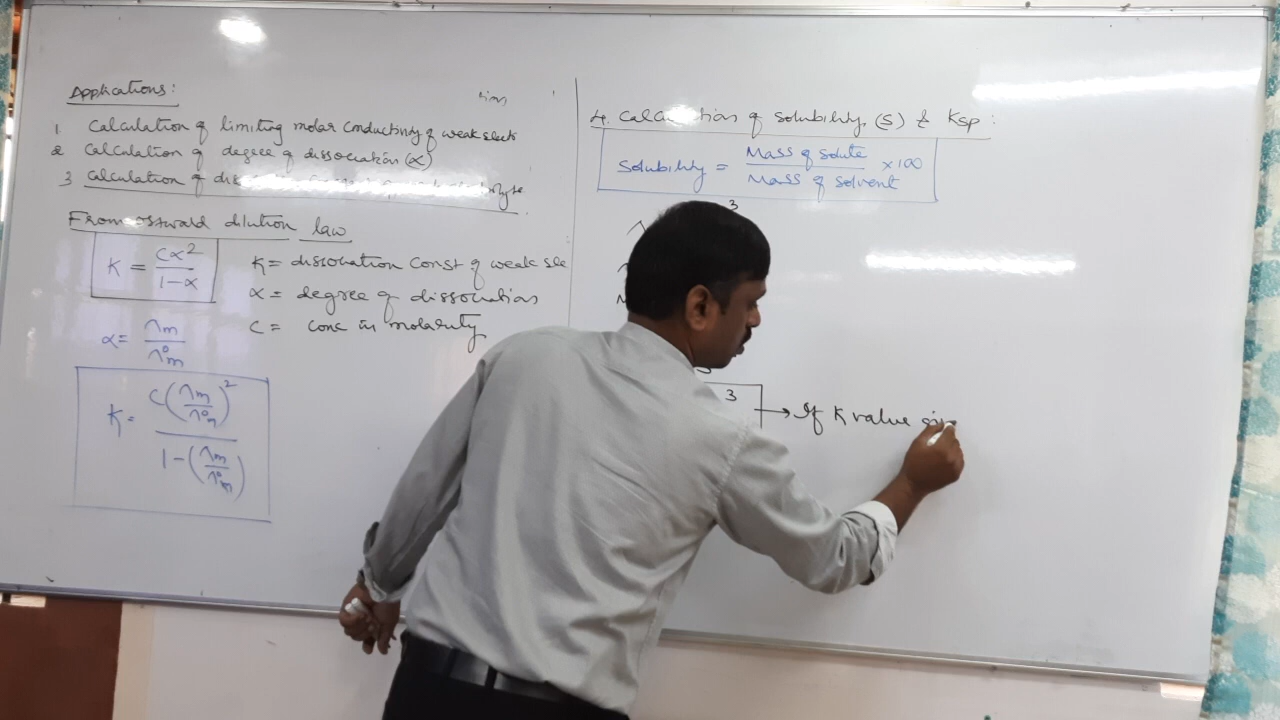 Applications:
1 Calculation of limiting molar conductivity of weak elects
2 Calculation of degree of dissociation (α)
3 Calculation of
From ostwald dilution law
K = Cα² / 1-α
K = dissociation const of weak ele
α = degree of dissociation
C = conc in molarity
α = Λm / Λ°m
K = C(Λm / Λ°m)² / 1-(Λm / Λ°m)
4. Calculation of solubility (S) & Ksp :
Solubility = Mass of solute / Mass of solvent ×100
3
3 → If K value